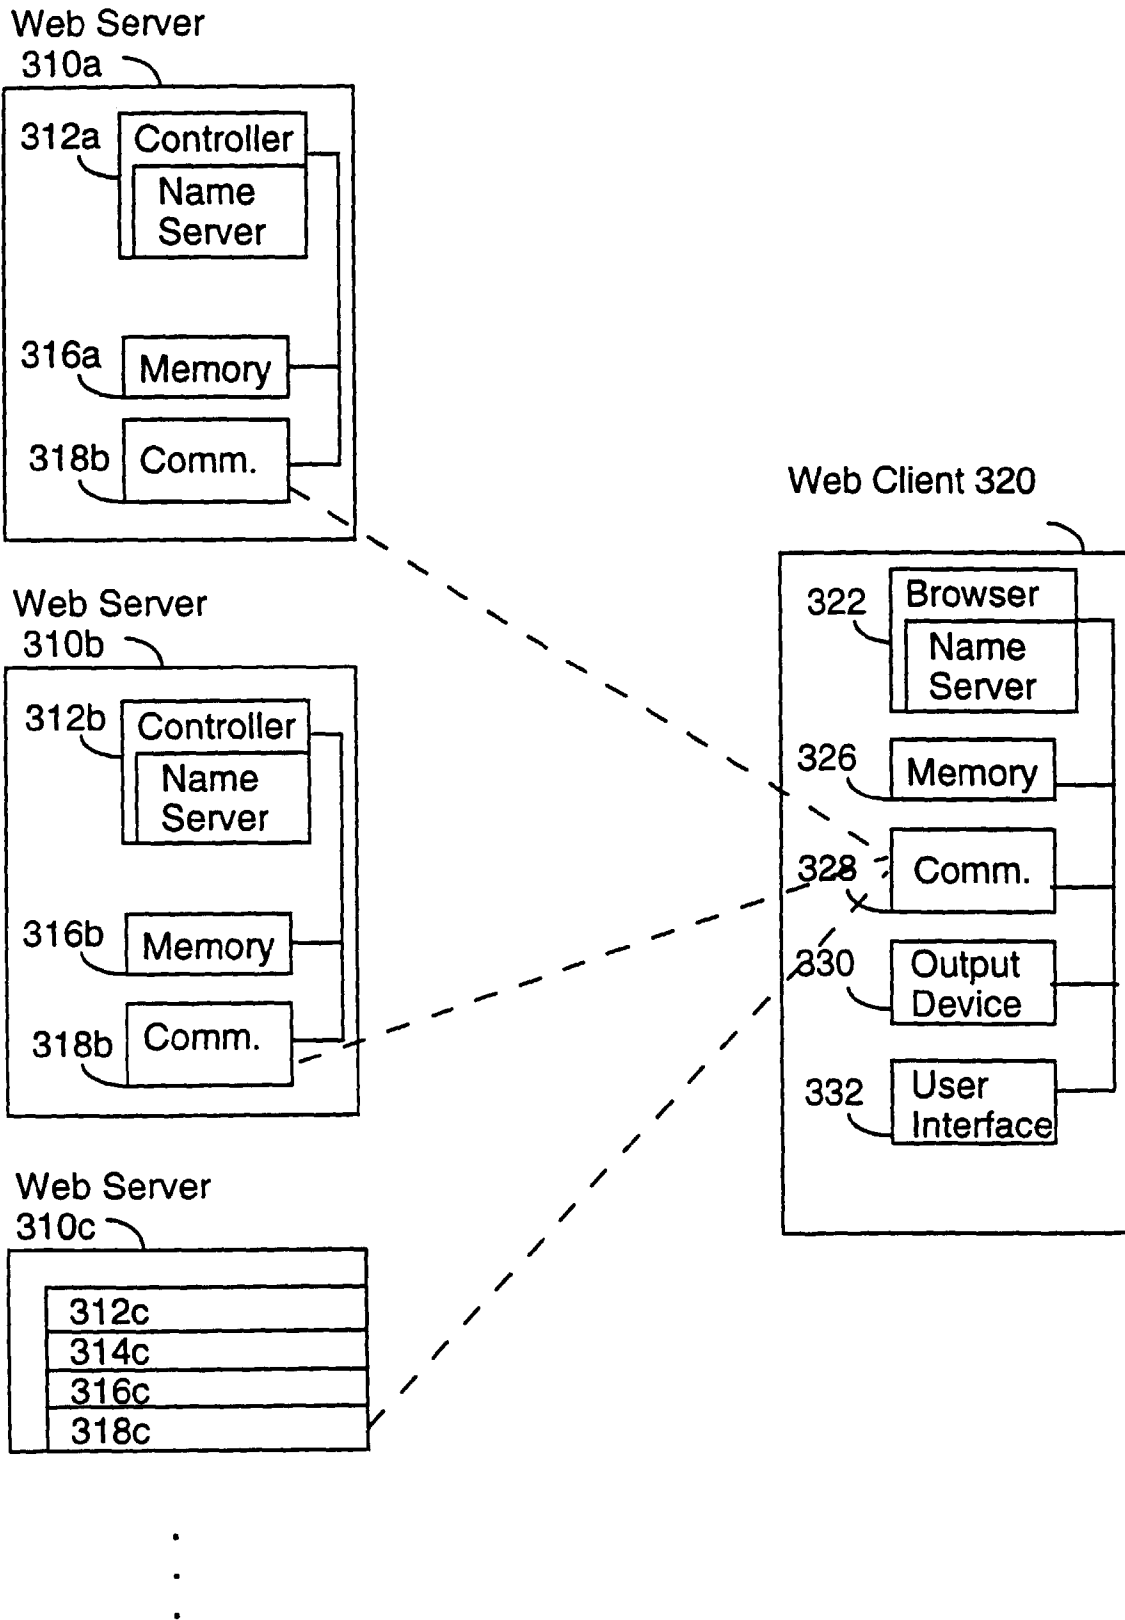 Web Server
310a
312a
Controller
Name
Server
316a
Memory
318b
Comm.
Web Server
310b
312b
Controller
Name
Server
316b
Memory
318b
Comm.
Web Server
310c
312c
314c
316c
318c
Web Client 320
322
Browser
Name
Server
326
Memory
328
Comm.
330
Output
Device
332
User
Interface